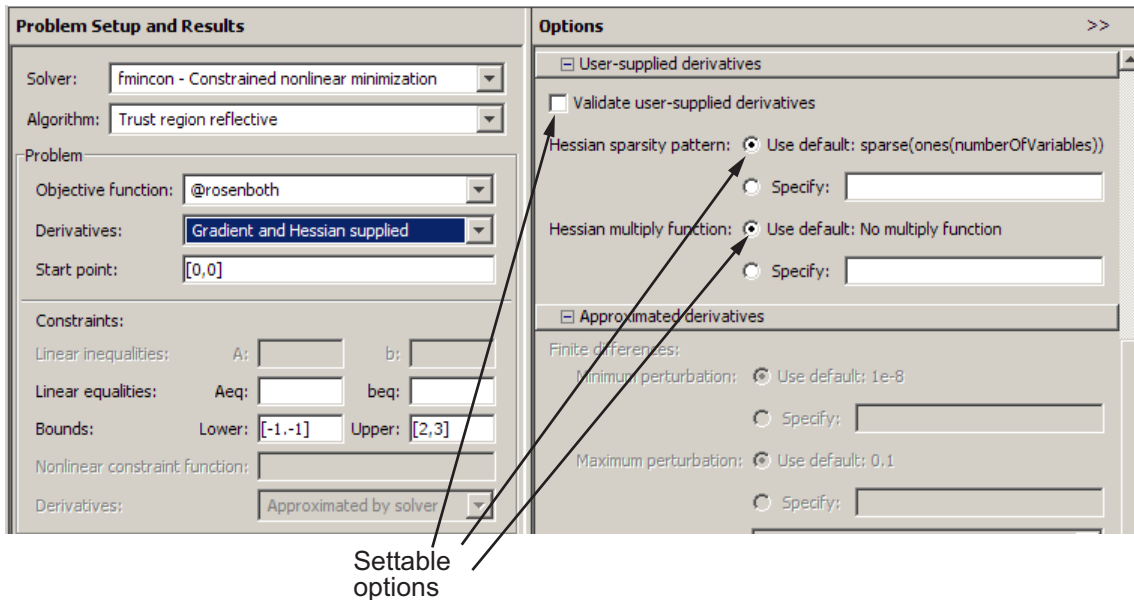 Problem Setup and Results
Solver: fmincon - Constrained nonlinear minimization
Algorithm: Trust region reflective
Problem
Objective function: @rosenboth
Derivatives: Gradient and Hessian supplied
Start point: [0,0]
Constraints:
Linear inequalities: A: b:
Linear equalities: Aeq: beq:
Bounds: Lower: [-1,-1] Upper: [2,3]
Nonlinear constraint function:
Derivatives: Approximated by solver
Options >>
User-supplied derivatives
Validate user-supplied derivatives
Hessian sparsity pattern: Use default: sparse(ones(numberOfVariables))
Specify:
Hessian multiply function: Use default: No multiply function
Specify:
Approximated derivatives
Finite differences:
Minimum perturbation: Use default: 1e-8
Specify:
Maximum perturbation: Use default: 0.1
Specify:
Settable
options